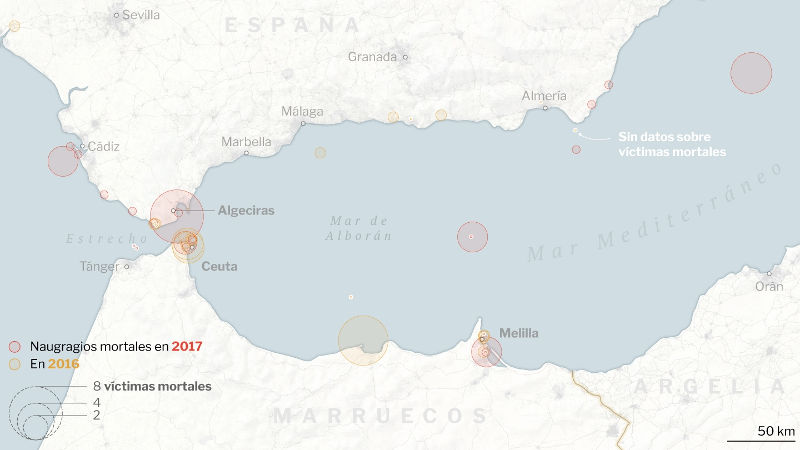 Sevilla
ESPAÑA
Granada
Almería
Málaga
Sin datos sobre
víctimas mortales
Marbella
Cádiz
Mar Mediterráneo
Algeciras
Mar de
Alborán
Estrecho
Tánger
Ceuta
Orán
Melilla
Naugragios mortales en 2017
En 2016
8 víctimas mortales
4
2
ARGELIA
MARRUECOS
50 km